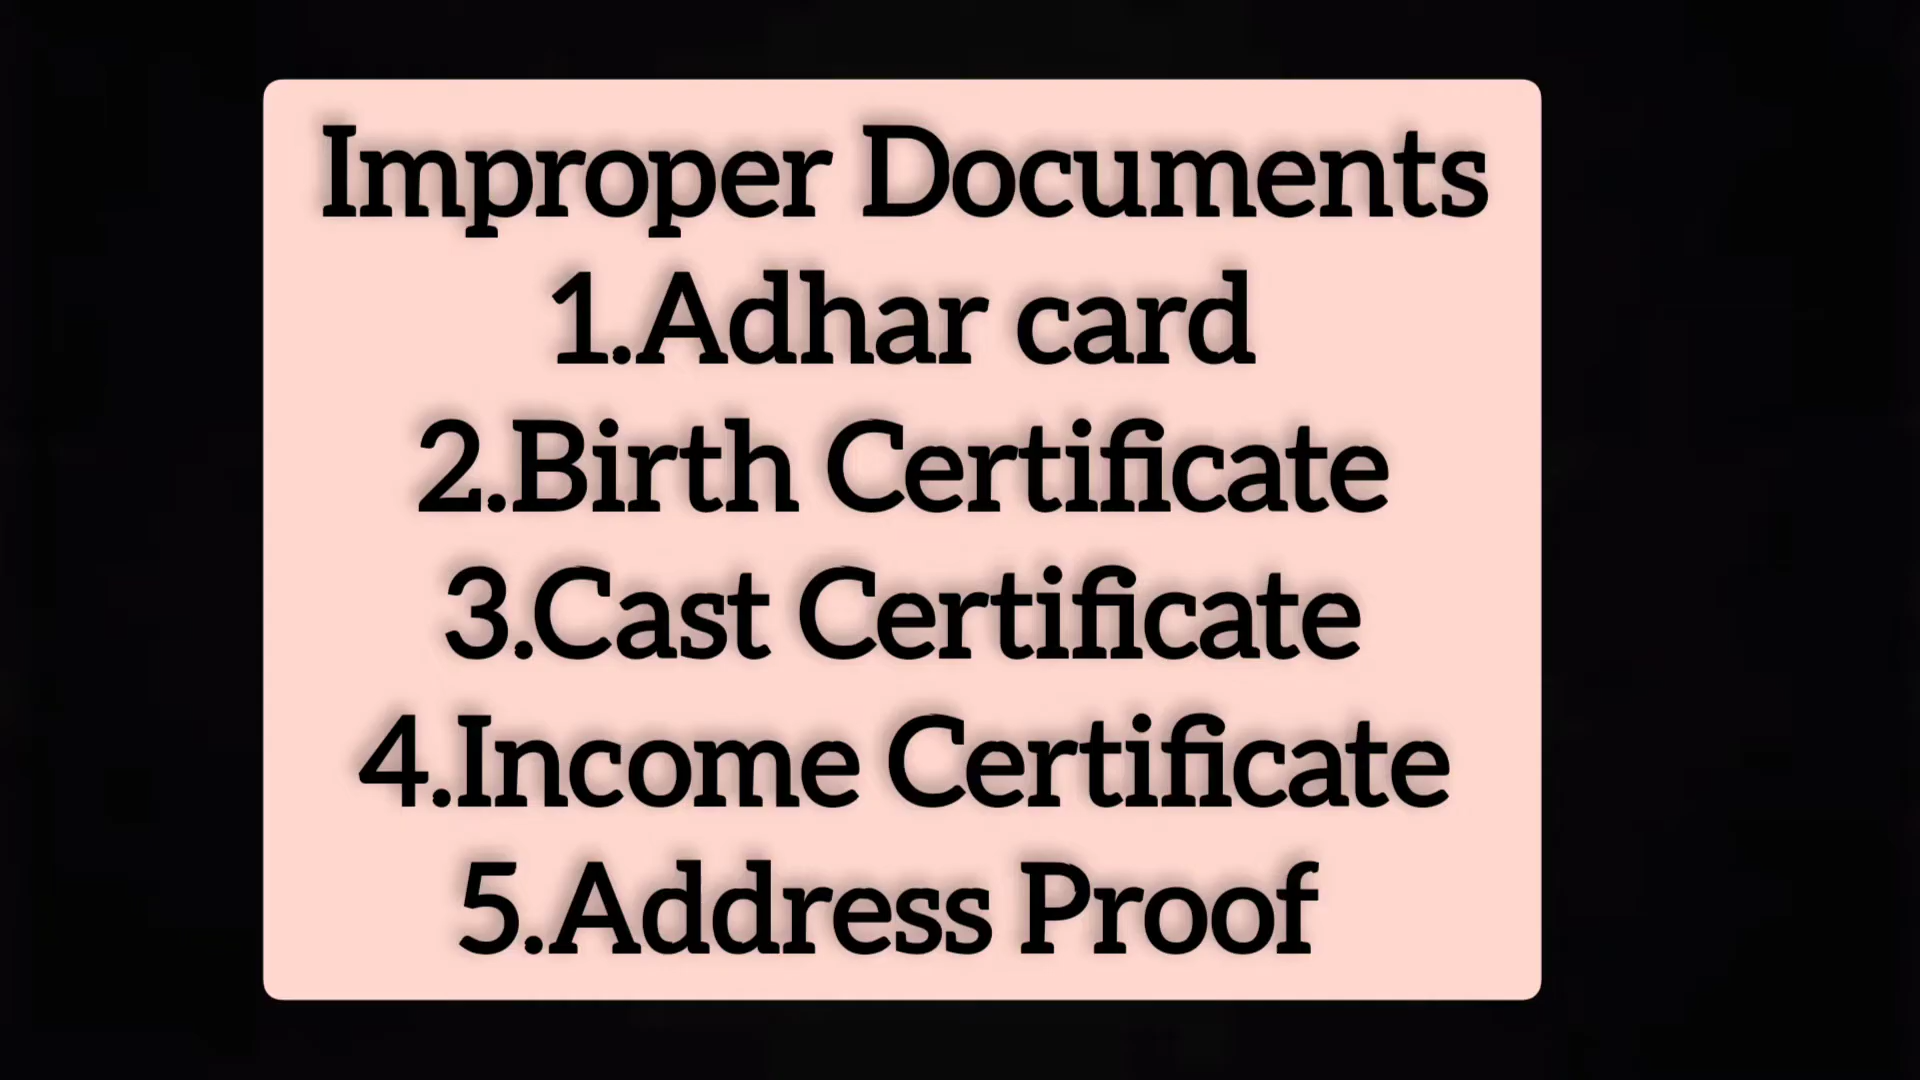 Improper Documents
1.Adhar card
2.Birth Certificate
3.Cast Certificate
4.Income Certificate
5.Address Proof